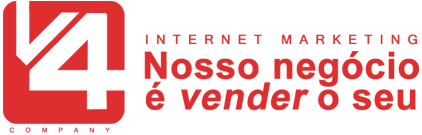 V4
COMPANY
INTERNET MARKETING
Nosso negócio
é vender o seu